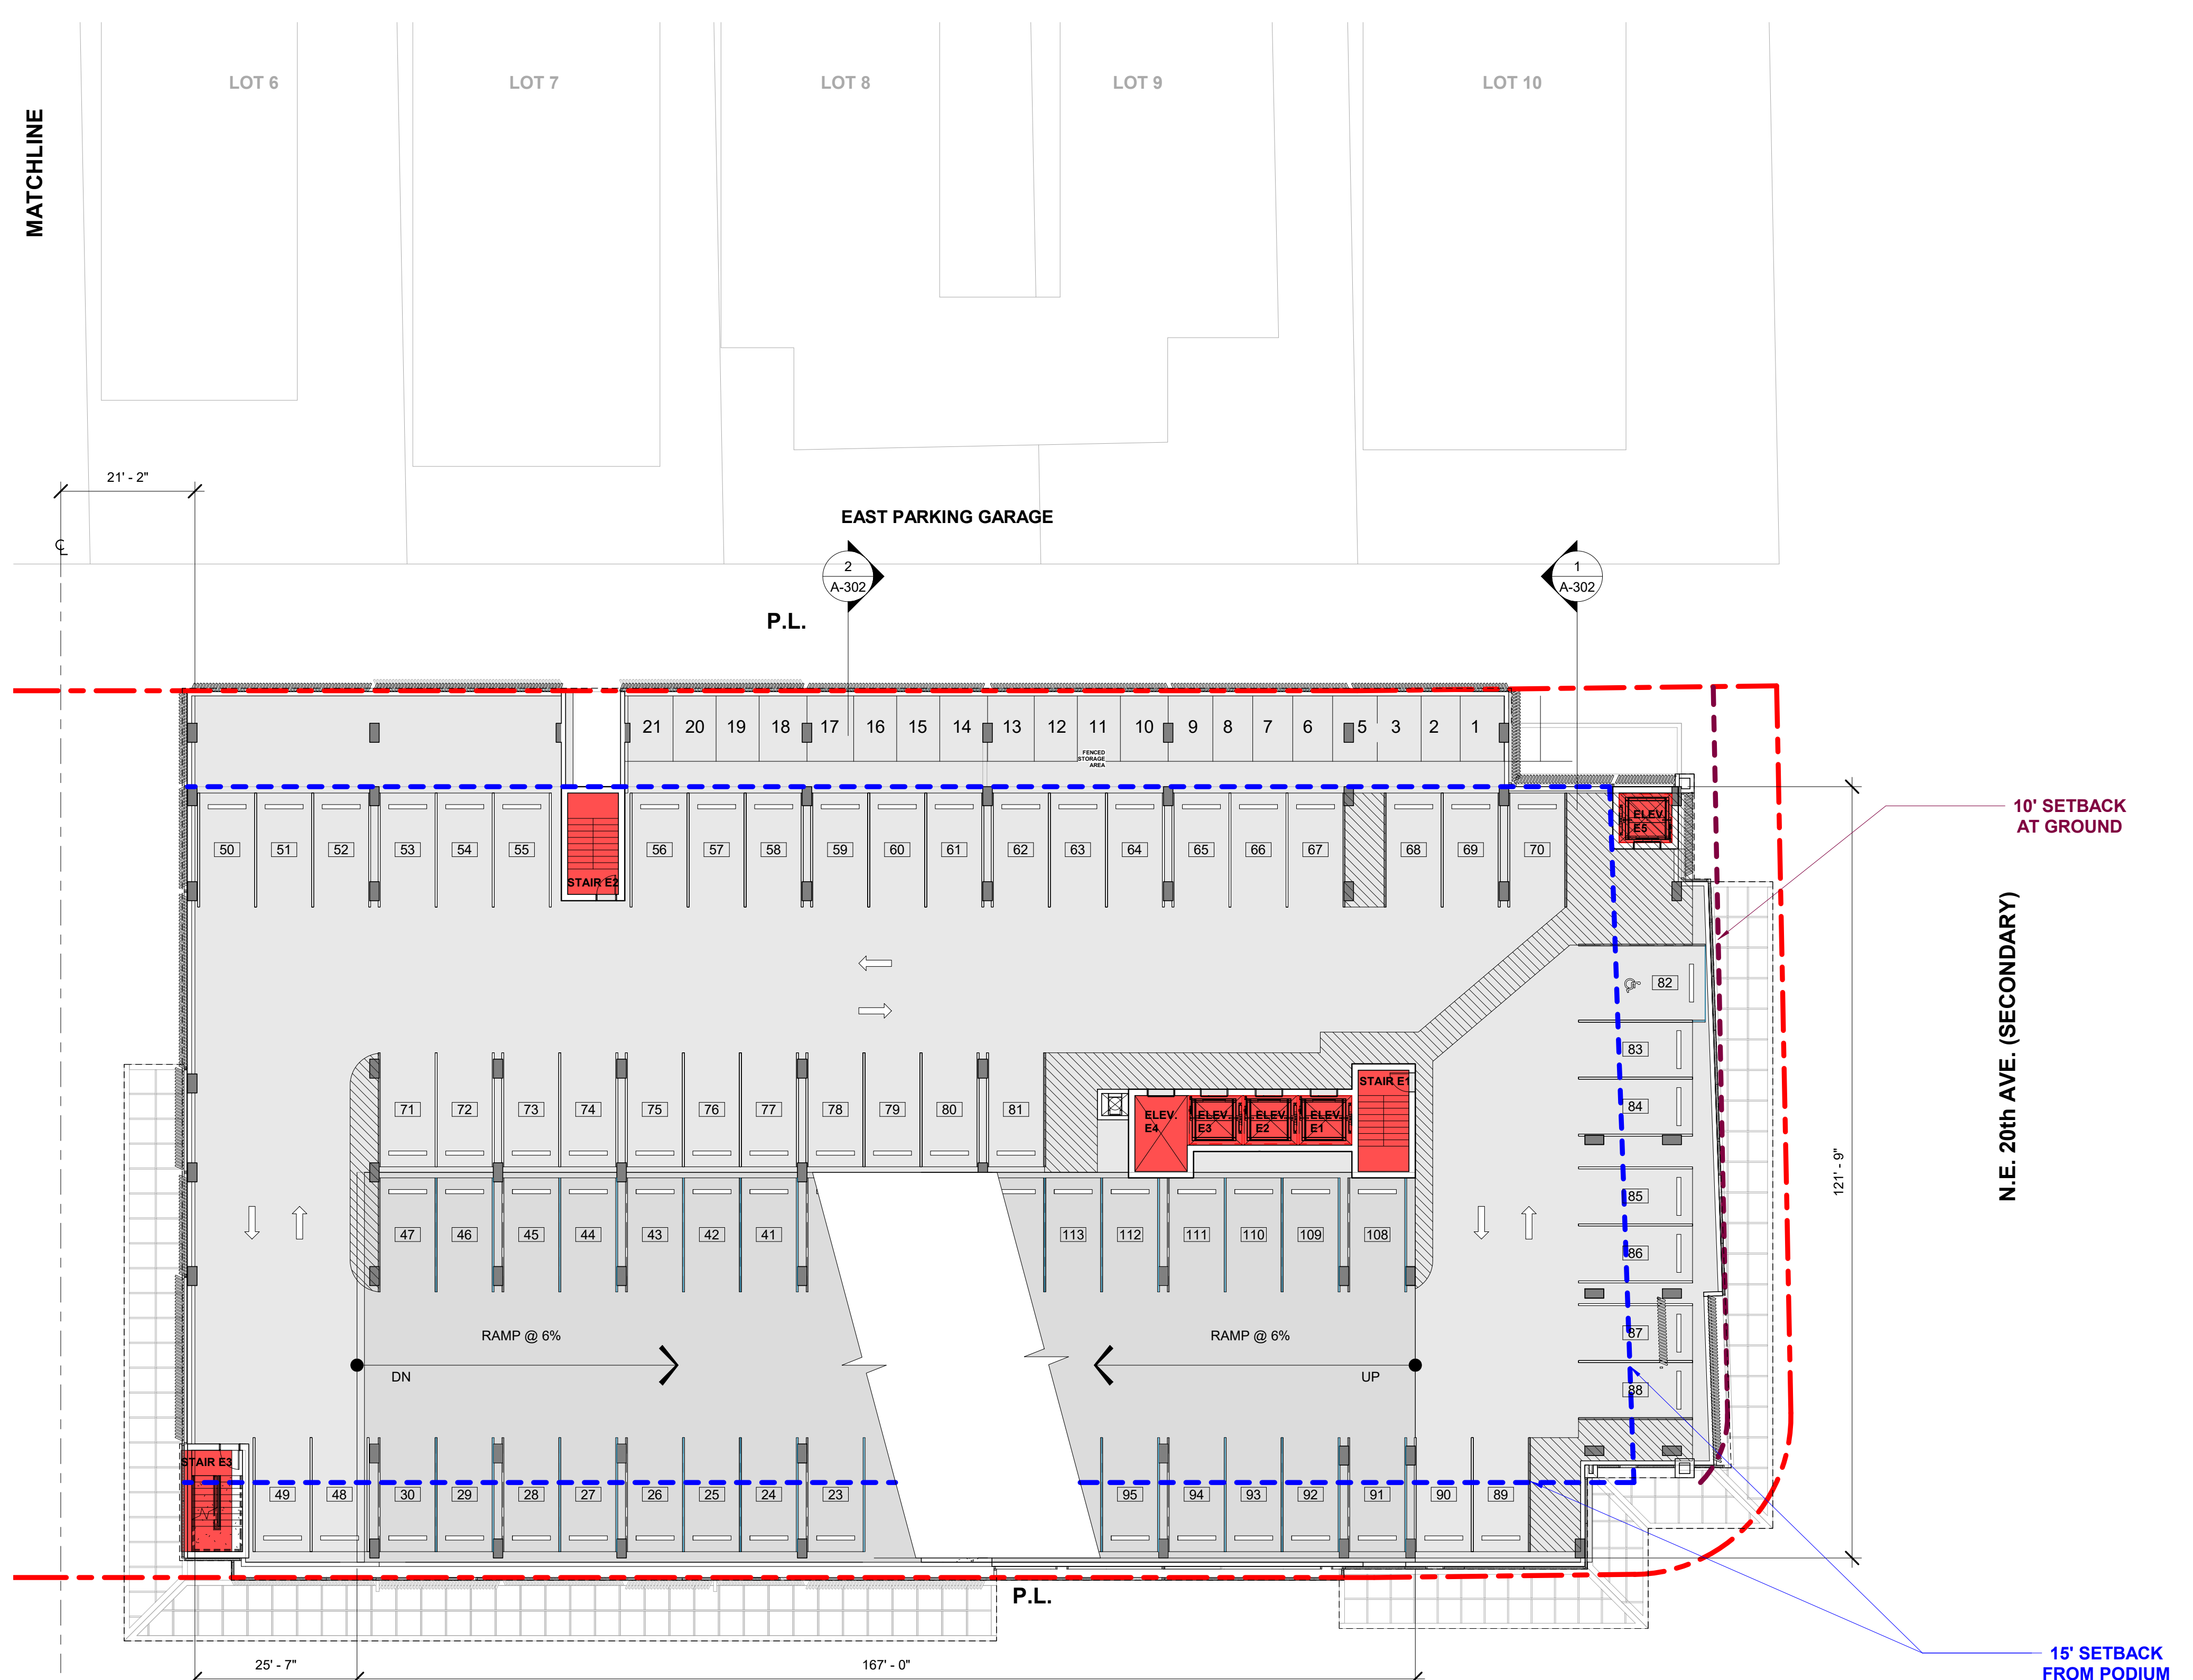 LOT 6
LOT 7
LOT 8
LOT 9
LOT 10
MATCHLINE
21' - 2"
EAST PARKING GARAGE
CL
2
A-302
1
A-302
P.L.
21 20 19 18 17 16 15 14 13 12 11 10 9 8 7 6 5 3 2 1
FENCED
STORAGE
AREA
10' SETBACK
AT GROUND
ELEV.
E5
50 51 52 53 54 55 56 57 58 59 60 61 62 63 64 65 66 67 68 69 70
STAIR E2
N.E. 20th AVE. (SECONDARY)
82
83
84
85
86
87
88
121' - 9"
71 72 73 74 75 76 77 78 79 80 81
STAIR E1
ELEV.
E4
ELEV.
E3
ELEV.
E2
ELEV.
E1
47 46 45 44 43 42 41 113 112 111 110 109 108
RAMP @ 6%
DN
RAMP @ 6%
UP
STAIR E3
49 48 30 29 28 27 26 25 24 23 95 94 93 92 91 90 89
P.L.
25' - 7"
167' - 0"
15' SETBACK
FROM PODIUM